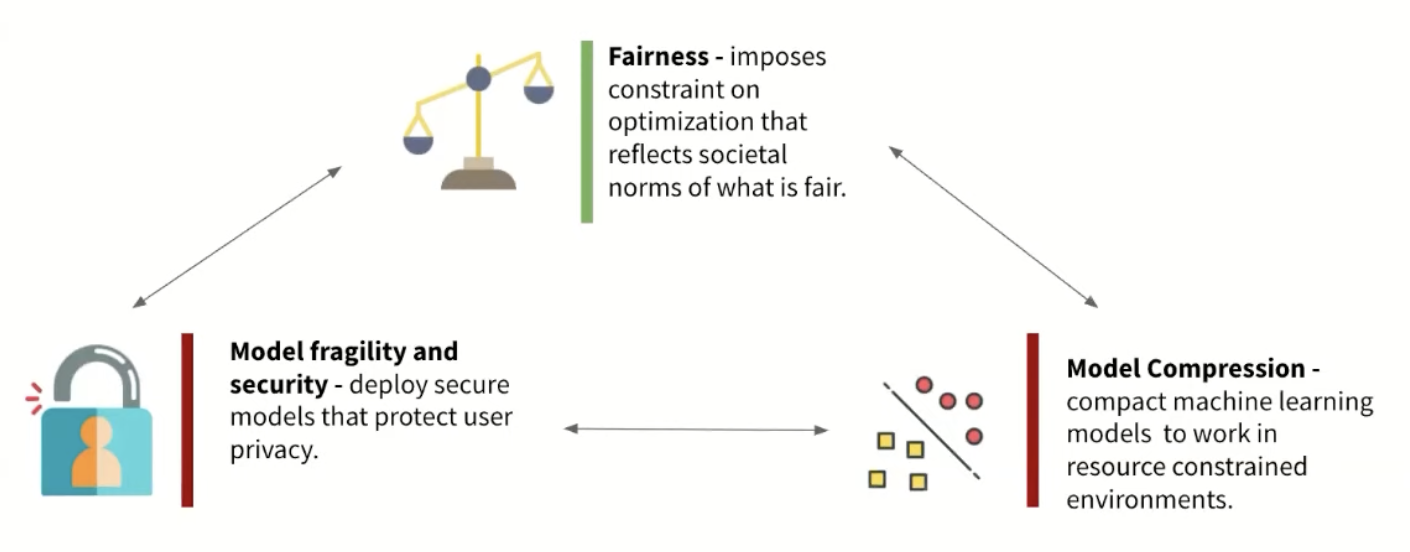 Fairness - imposes
constraint on
optimization that
reflects societal
norms of what is fair.
Model fragility and
security - deploy secure
models that protect user
privacy.
Model Compression -
compact machine learning
models  to work in
resource constrained
environments.